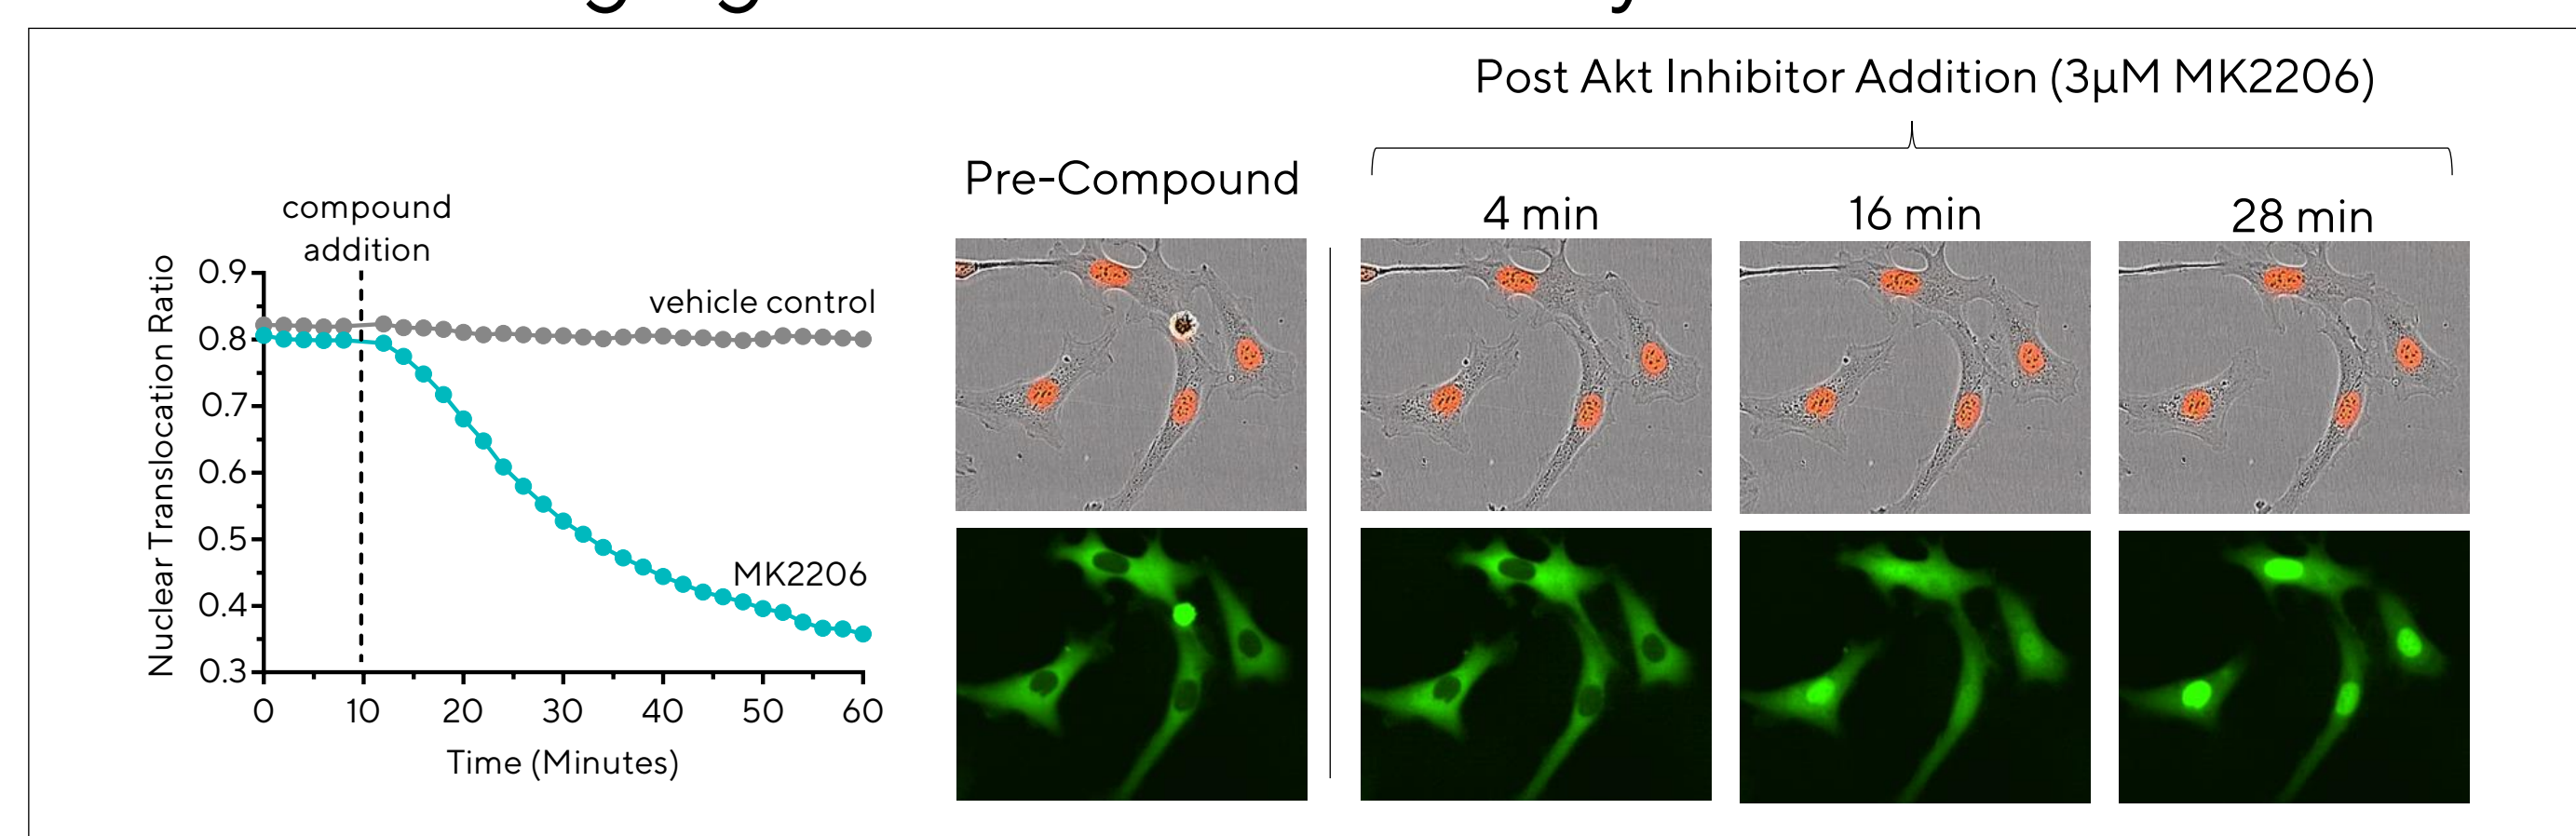 Post Akt Inhibitor Addition (3µM MK2206)
Pre-Compound
4 min
16 min
28 min
compound
addition
Nuclear Translocation Ratio
0.9
0.8
0.7
0.6
0.5
0.4
0.3
vehicle control
MK2206
0 10 20 30 40 50 60
Time (Minutes)